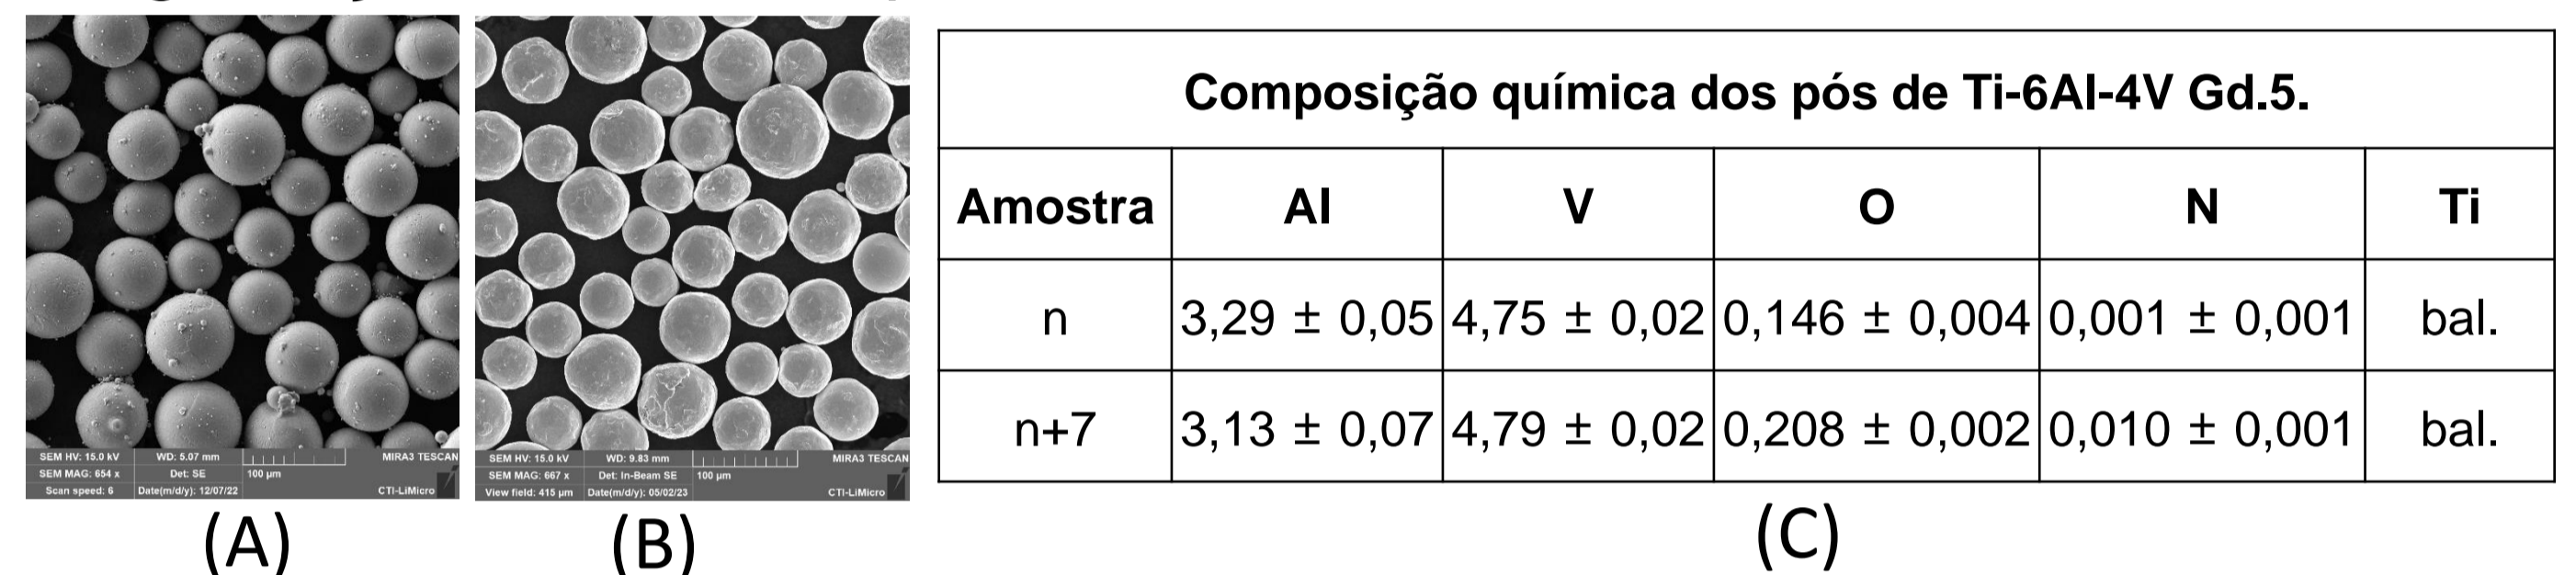 SEM HV: 15.0 kV WD: 5.07 mm MIRA3 TESCAN
SEM MAG: 654 x Det: SE 100 µm
Scan speed: 6 Date(m/d/y): 12/07/22 CTI-LiMicro
(A)
SEM HV: 15.0 kV WD: 9.83 mm MIRA3 TESCAN
SEM MAG: 667 x Det: In-Beam SE 100 µm
View field: 415 µm Date(m/d/y): 05/02/23 CTI-LiMicro
(B)
Composição química dos pós de Ti-6Al-4V Gd.5.
Amostra Al V O N Ti
n 3,29 ± 0,05 4,75 ± 0,02 0,146 ± 0,004 0,001 ± 0,001 bal.
n+7 3,13 ± 0,07 4,79 ± 0,02 0,208 ± 0,002 0,010 ± 0,001 bal.
(C)